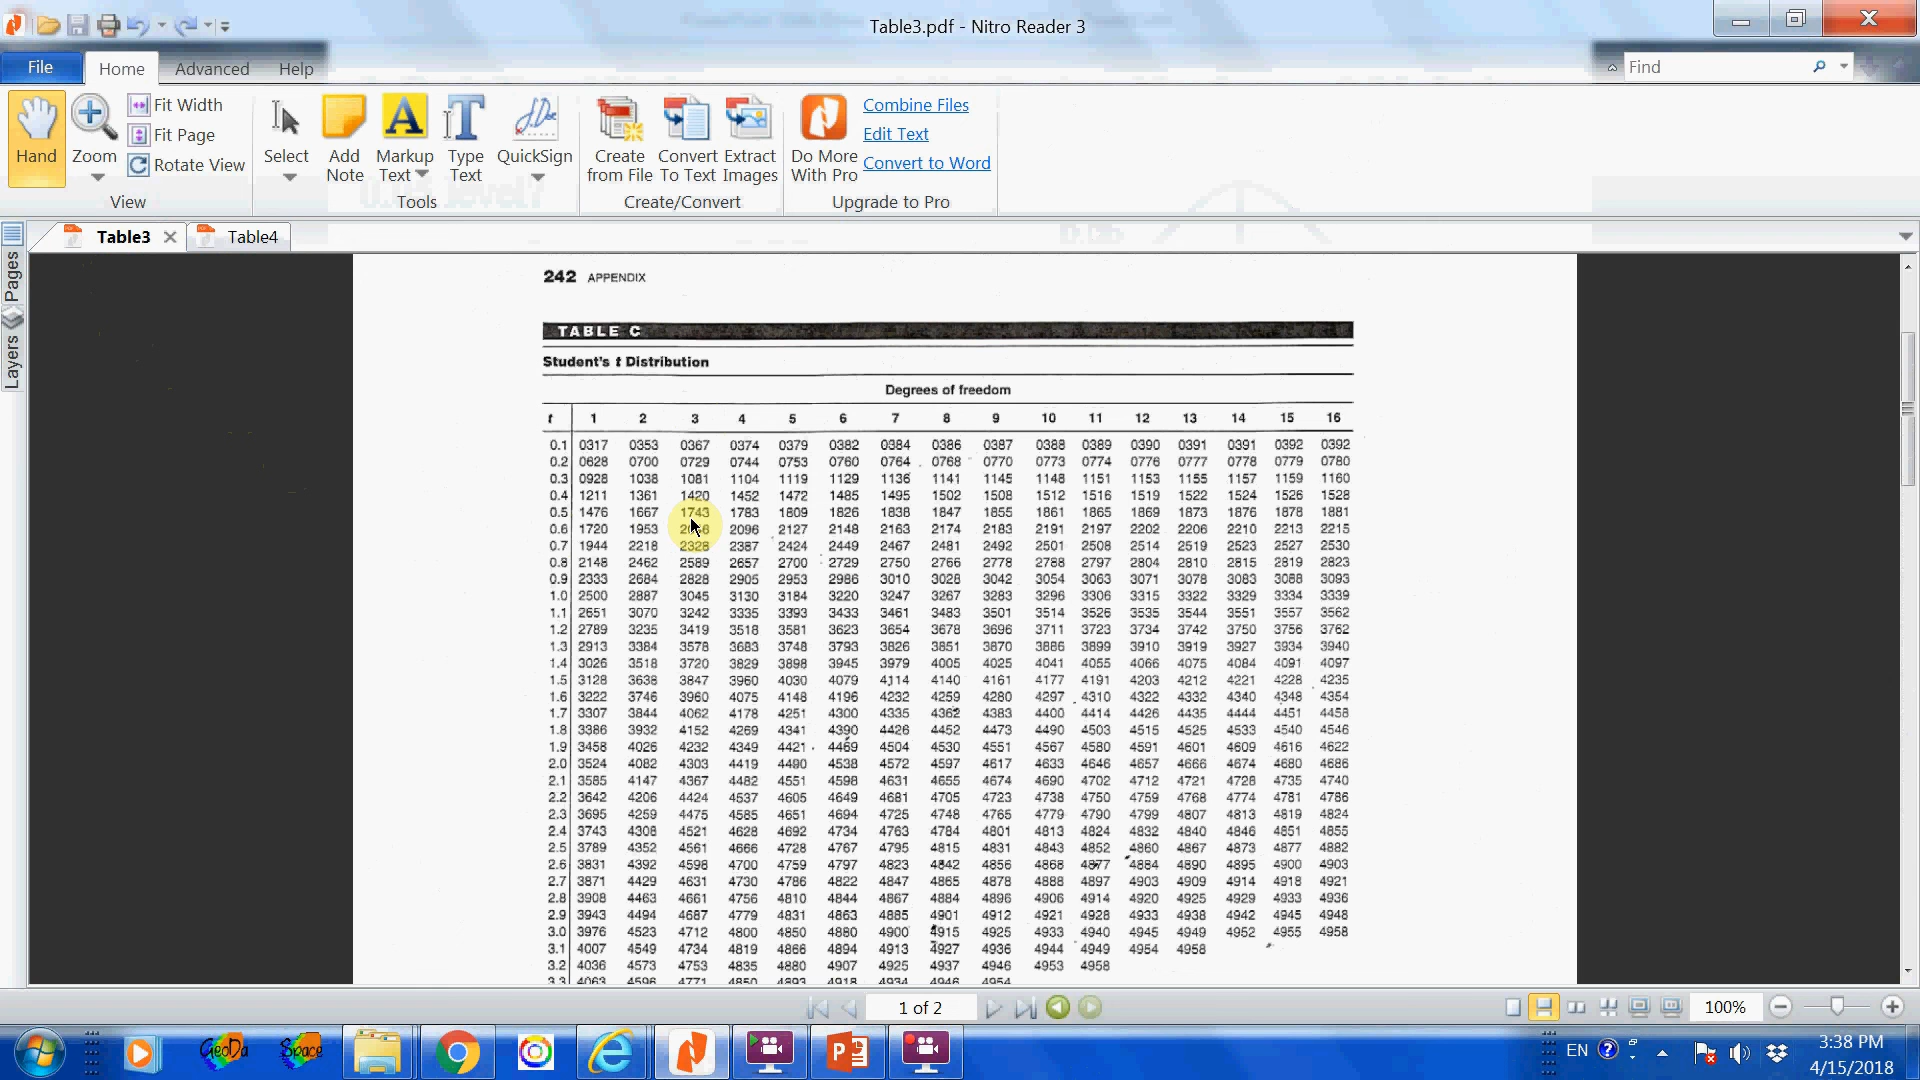 Table3.pdf - Nitro Reader 3
File Home Advanced Help
Find
Hand
Zoom
Fit Width
Fit Page
Rotate View
View
Select
Add Note
Markup Text
Type Text
QuickSign
Tools
Create from File
Convert To Text
Extract Images
Create/Convert
Do More With Pro
Combine Files
Edit Text
Convert to Word
Upgrade to Pro
Table3 Table4
Pages
Layers
242 APPENDIX
TABLE C
Student's t Distribution
Degrees of freedom
t 1 2 3 4 5 6 7 8 9 10 11 12 13 14 15 16
0.1 0317 0353 0367 0374 0379 0382 0384 0386 0387 0388 0389 0390 0391 0391 0392 0392
0.2 0628 0700 0729 0744 0753 0760 0764 0768 0770 0773 0774 0776 0777 0778 0779 0780
0.3 0928 1038 1081 1104 1119 1129 1136 1141 1145 1148 1151 1153 1155 1157 1159 1160
0.4 1211 1361 1420 1452 1472 1485 1495 1502 1508 1512 1516 1519 1522 1524 1526 1528
0.5 1476 1667 1743 1783 1809 1826 1838 1847 1855 1861 1865 1869 1873 1876 1878 1881
0.6 1720 1953 2096 2127 2148 2163 2174 2183 2191 2197 2202 2206 2210 2213 2215
0.7 1944 2218 2328 2387 2424 2449 2467 2481 2492 2501 2508 2514 2519 2523 2527 2530
0.8 2148 2462 2589 2657 2700 2729 2750 2766 2778 2788 2797 2804 2810 2815 2819 2823
0.9 2333 2684 2828 2905 2953 2986 3010 3028 3042 3054 3063 3071 3078 3083 3088 3093
1.0 2500 2887 3045 3130 3184 3220 3247 3267 3283 3296 3306 3315 3322 3329 3334 3339
1.1 2651 3070 3242 3335 3393 3433 3461 3483 3501 3514 3526 3535 3544 3551 3557 3562
1.2 2789 3235 3419 3518 3581 3623 3654 3678 3696 3711 3723 3734 3742 3750 3756 3762
1.3 2913 3384 3578 3683 3748 3793 3826 3851 3870 3886 3899 3910 3919 3927 3934 3940
1.4 3026 3518 3720 3829 3898 3945 3979 4005 4025 4041 4055 4066 4075 4084 4091 4097
1.5 3128 3638 3847 3960 4030 4079 4114 4140 4161 4177 4191 4203 4212 4221 4228 4235
1.6 3222 3746 3960 4075 4148 4196 4232 4259 4280 4297 4310 4322 4332 4340 4348 4354
1.7 3307 3844 4062 4178 4251 4300 4335 4362 4383 4400 4414 4426 4435 4444 4451 4458
1.8 3386 3932 4152 4269 4341 4390 4426 4452 4473 4490 4503 4515 4525 4533 4540 4546
1.9 3458 4026 4232 4349 4421 4469 4504 4530 4551 4567 4580 4591 4601 4609 4616 4622
2.0 3524 4082 4303 4419 4490 4538 4572 4597 4617 4633 4646 4657 4666 4674 4680 4686
2.1 3585 4147 4367 4482 4551 4598 4631 4655 4674 4690 4702 4712 4721 4728 4735 4740
2.2 3642 4206 4424 4537 4605 4649 4681 4705 4723 4738 4750 4759 4768 4774 4781 4786
2.3 3695 4259 4475 4585 4651 4694 4725 4748 4765 4779 4790 4799 4807 4813 4819 4824
2.4 3743 4308 4521 4628 4692 4734 4763 4784 4801 4813 4824 4832 4840 4846 4851 4855
2.5 3789 4352 4561 4666 4728 4767 4795 4815 4831 4843 4852 4860 4867 4873 4877 4882
2.6 3831 4392 4598 4700 4759 4797 4823 4842 4856 4868 4877 4884 4890 4895 4900 4903
2.7 3871 4429 4631 4730 4786 4822 4847 4865 4878 4888 4897 4903 4909 4914 4918 4921
2.8 3908 4463 4661 4756 4810 4844 4867 4884 4896 4906 4914 4920 4925 4929 4933 4936
2.9 3943 4494 4687 4779 4831 4863 4885 4901 4912 4921 4928 4933 4938 4942 4945 4948
3.0 3976 4523 4712 4800 4850 4880 4900 4915 4925 4933 4940 4945 4949 4952 4955 4958
3.1 4007 4549 4734 4819 4866 4894 4913 4927 4936 4944 4949 4954 4958
3.2 4036 4573 4753 4835 4880 4907 4925 4937 4946 4953 4958
3.3 4063 4596 4771 4850 4893 4918 4934 4946 4954
1 of 2
100%
GeoDa
Space
EN
3:38 PM
4/15/2018